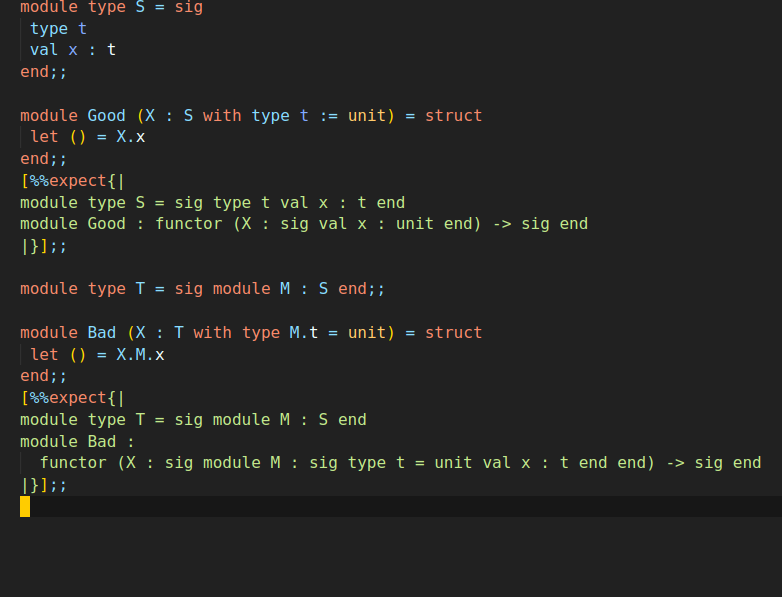 module type S = sig
 type t
 val x : t
end;;

module Good (X : S with type t := unit) = struct
 let () = X.x
end;;
[%%expect{|
module type S = sig type t val x : t end
module Good : functor (X : sig val x : unit end) -> sig end
|}];;

module type T = sig module M : S end;;

module Bad (X : T with type M.t = unit) = struct
 let () = X.M.x
end;;
[%%expect{|
module type T = sig module M : S end
module Bad :
  functor (X : sig module M : sig type t = unit val x : t end end) -> sig end
|}];;